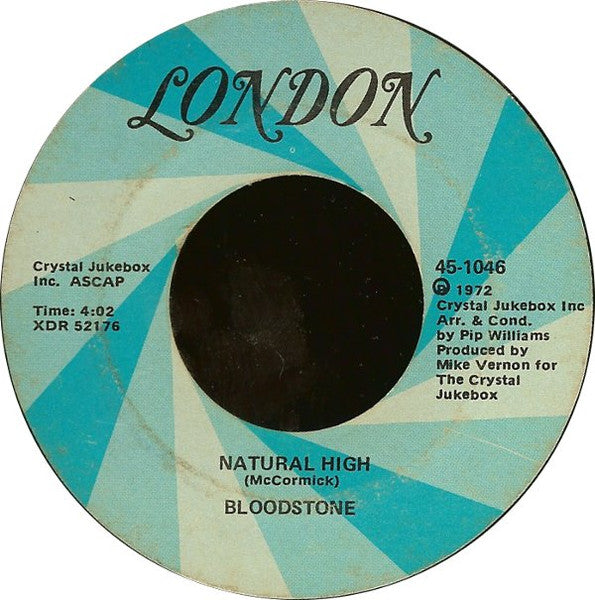 LONDON
Crystal Jukebox
Inc. ASCAP
Time: 4:02
XDR 52176
45-1046
℗ 1972
Crystal Jukebox Inc
Arr. & Cond.
by Pip Williams
Produced by
Mike Vernon for
The Crystal
Jukebox
NATURAL HIGH
(McCormick)
BLOODSTONE